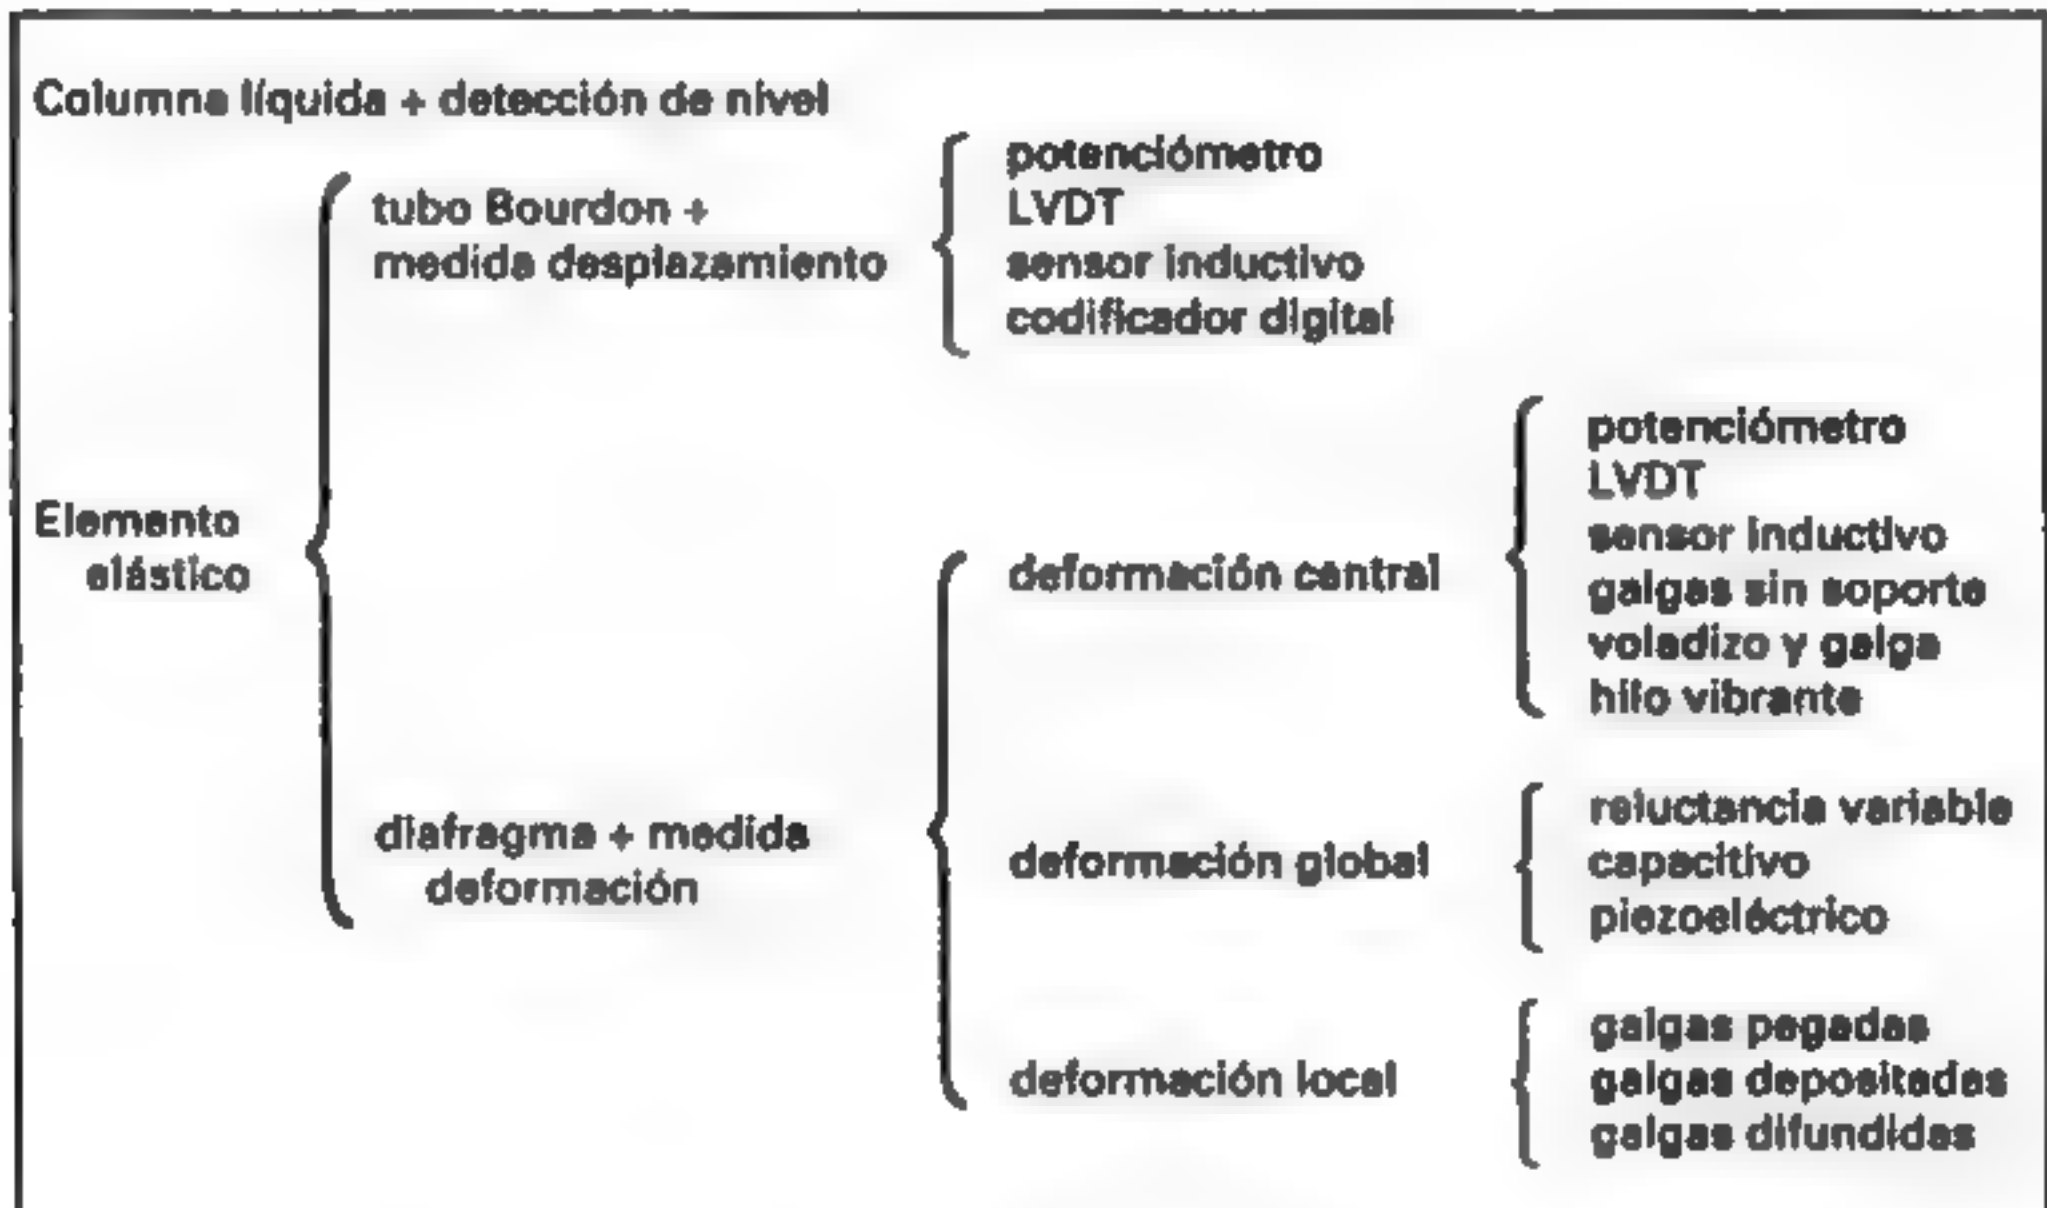 Columna líquida + detección de nivel
tubo Bourdon +
medida desplazamiento
potenciómetro
LVDT
sensor inductivo
codificador digital
Elemento
elástico
diafragma + medida
deformación
deformación central
potenciómetro
LVDT
sensor inductivo
galgas sin soporte
voladizo y galga
hilo vibrante
deformación global
reluctancia variable
capacitivo
piezoeléctrico
deformación local
galgas pegadas
galgas depositadas
galgas difundidas